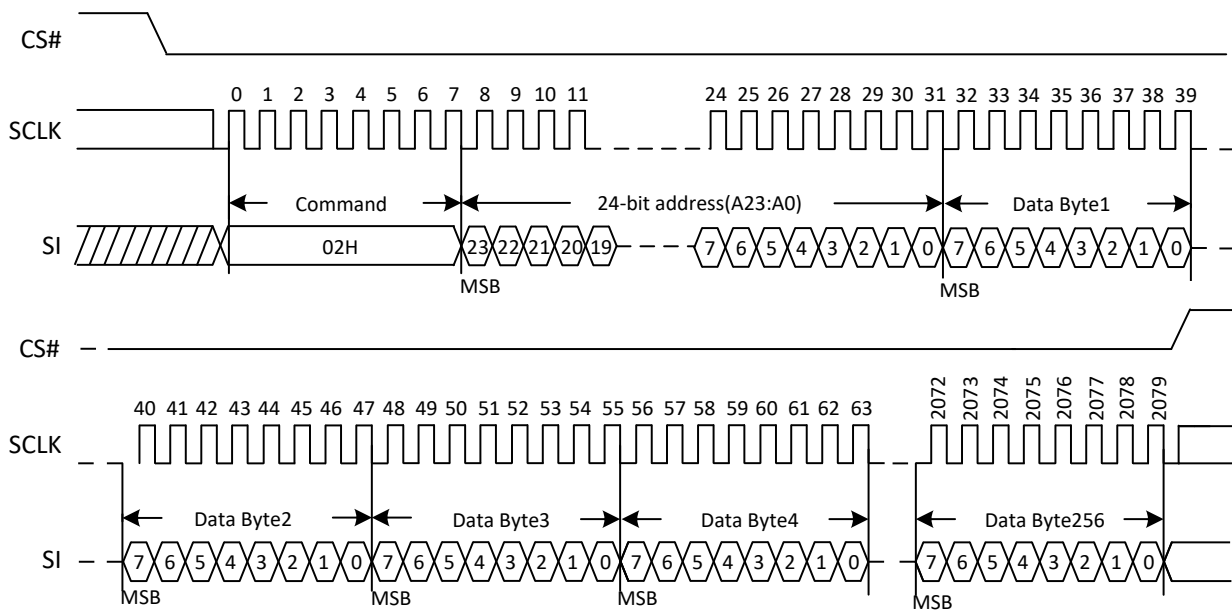 CS#
0 1 2 3 4 5 6 7 8 9 10 11 24 25 26 27 28 29 30 31 32 33 34 35 36 37 38 39
SCLK
Command 24-bit address(A23:A0) Data Byte1
SI 02H 23 22 21 20 19 7 6 5 4 3 2 1 0 7 6 5 4 3 2 1 0
MSB MSB
CS#
40 41 42 43 44 45 46 47 48 49 50 51 52 53 54 55 56 57 58 59 60 61 62 63 2072 2073 2074 2075 2076 2077 2078 2079
SCLK
Data Byte2 Data Byte3 Data Byte4 Data Byte256
SI 7 6 5 4 3 2 1 0 7 6 5 4 3 2 1 0 7 6 5 4 3 2 1 0 7 6 5 4 3 2 1 0
MSB MSB MSB MSB